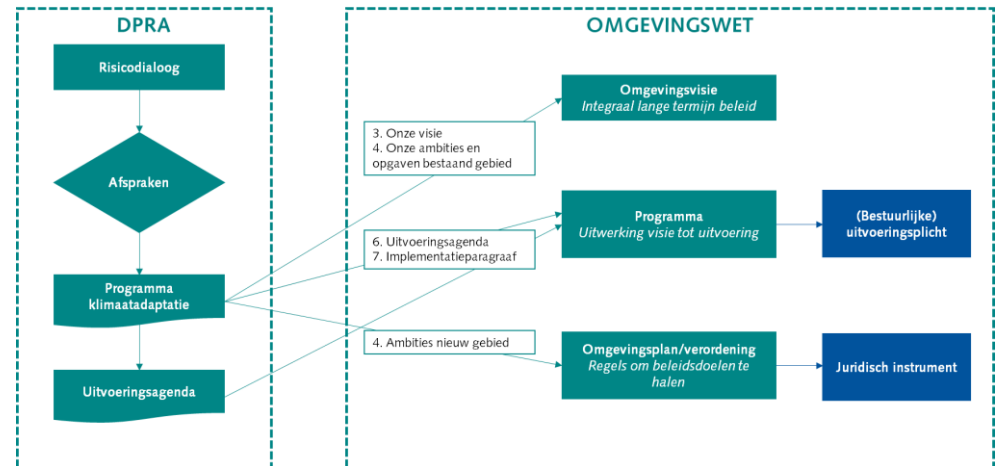 DPRA
Risicodialoog
Afspraken
Programma
klimaatadaptatie
Uitvoeringsagenda
OMGEVINGSWET
3. Onze visie
4. Onze ambities en
opgaven bestaand gebied
6. Uitvoeringsagenda
7. Implementatieparagraaf
4. Ambities nieuw gebied
Omgevingsvisie
Integraal lange termijn beleid
Programma
Uitwerking visie tot uitvoering
(Bestuurlijke)
uitvoeringsplicht
Omgevingsplan/verordening
Regels om beleidsdoelen te
halen
Juridisch instrument